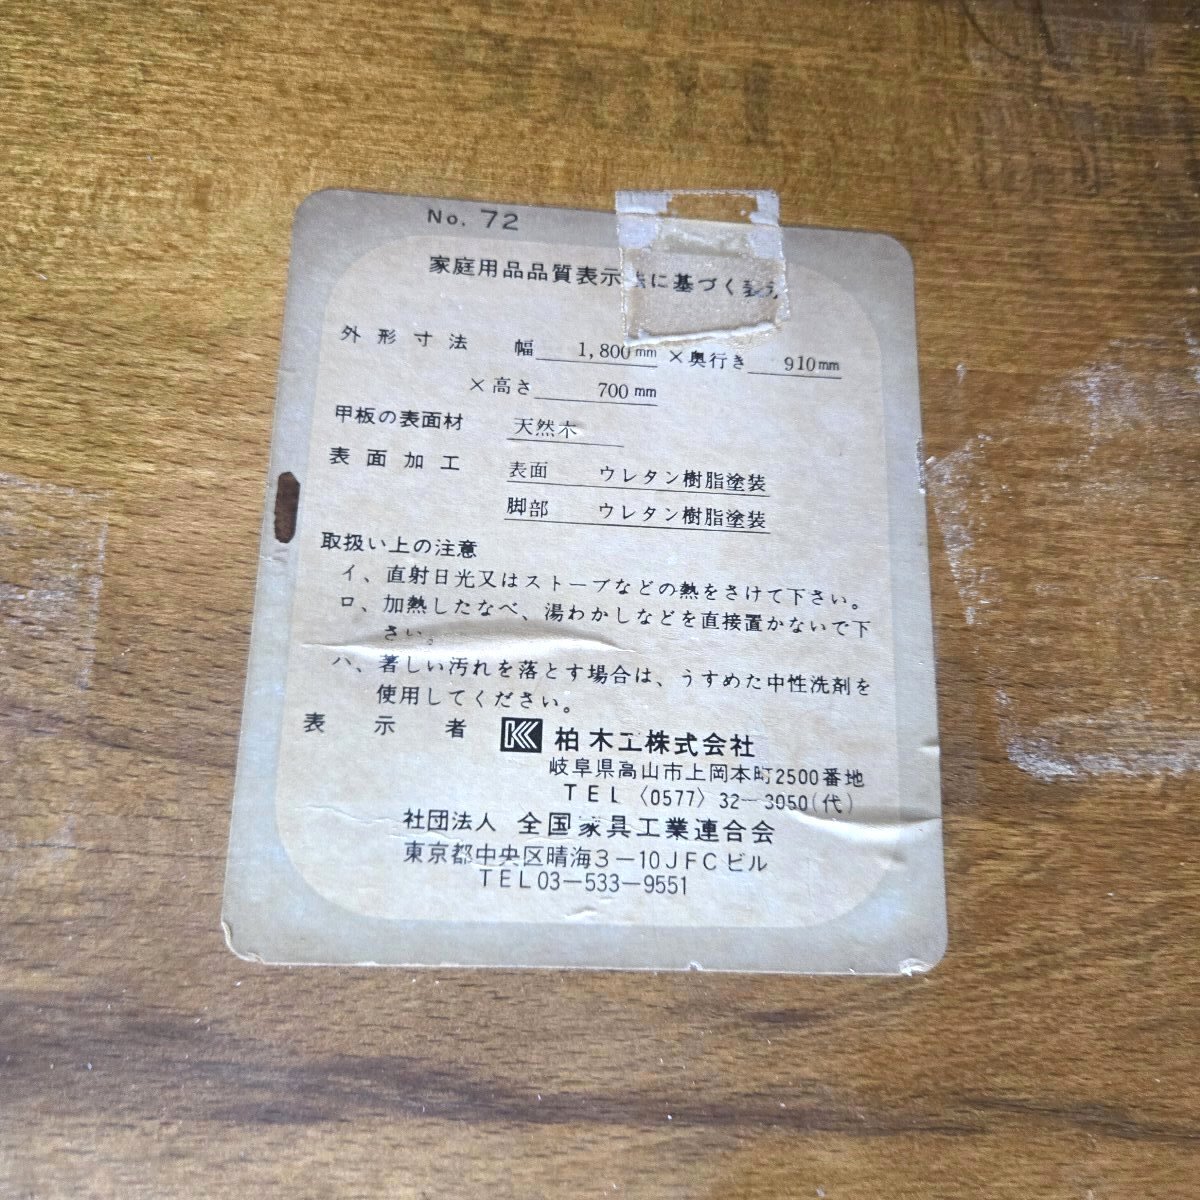 No. 72
家庭用品品質表示法に基づく表示
外形寸法 幅 1,800mm ×奥行き 910mm
×高さ 700mm
甲板の表面材 天然木
表面加工 表面 ウレタン樹脂塗装
脚部 ウレタン樹脂塗装
取扱い上の注意
イ、直射日光又はストーブなどの熱をさけて下さい。
ロ、加熱したなべ、湯わかしなどを直接置かないで下
さい。
ハ、著しい汚れを落とす場合は、うすめた中性洗剤を
使用してください。
表示者 柏木工株式会社
岐阜県高山市上岡本町2500番地
TEL〈0577〉32-3050(代)
社団法人 全国家具工業連合会
東京都中央区晴海3-10JFCビル
TEL03-533-9551